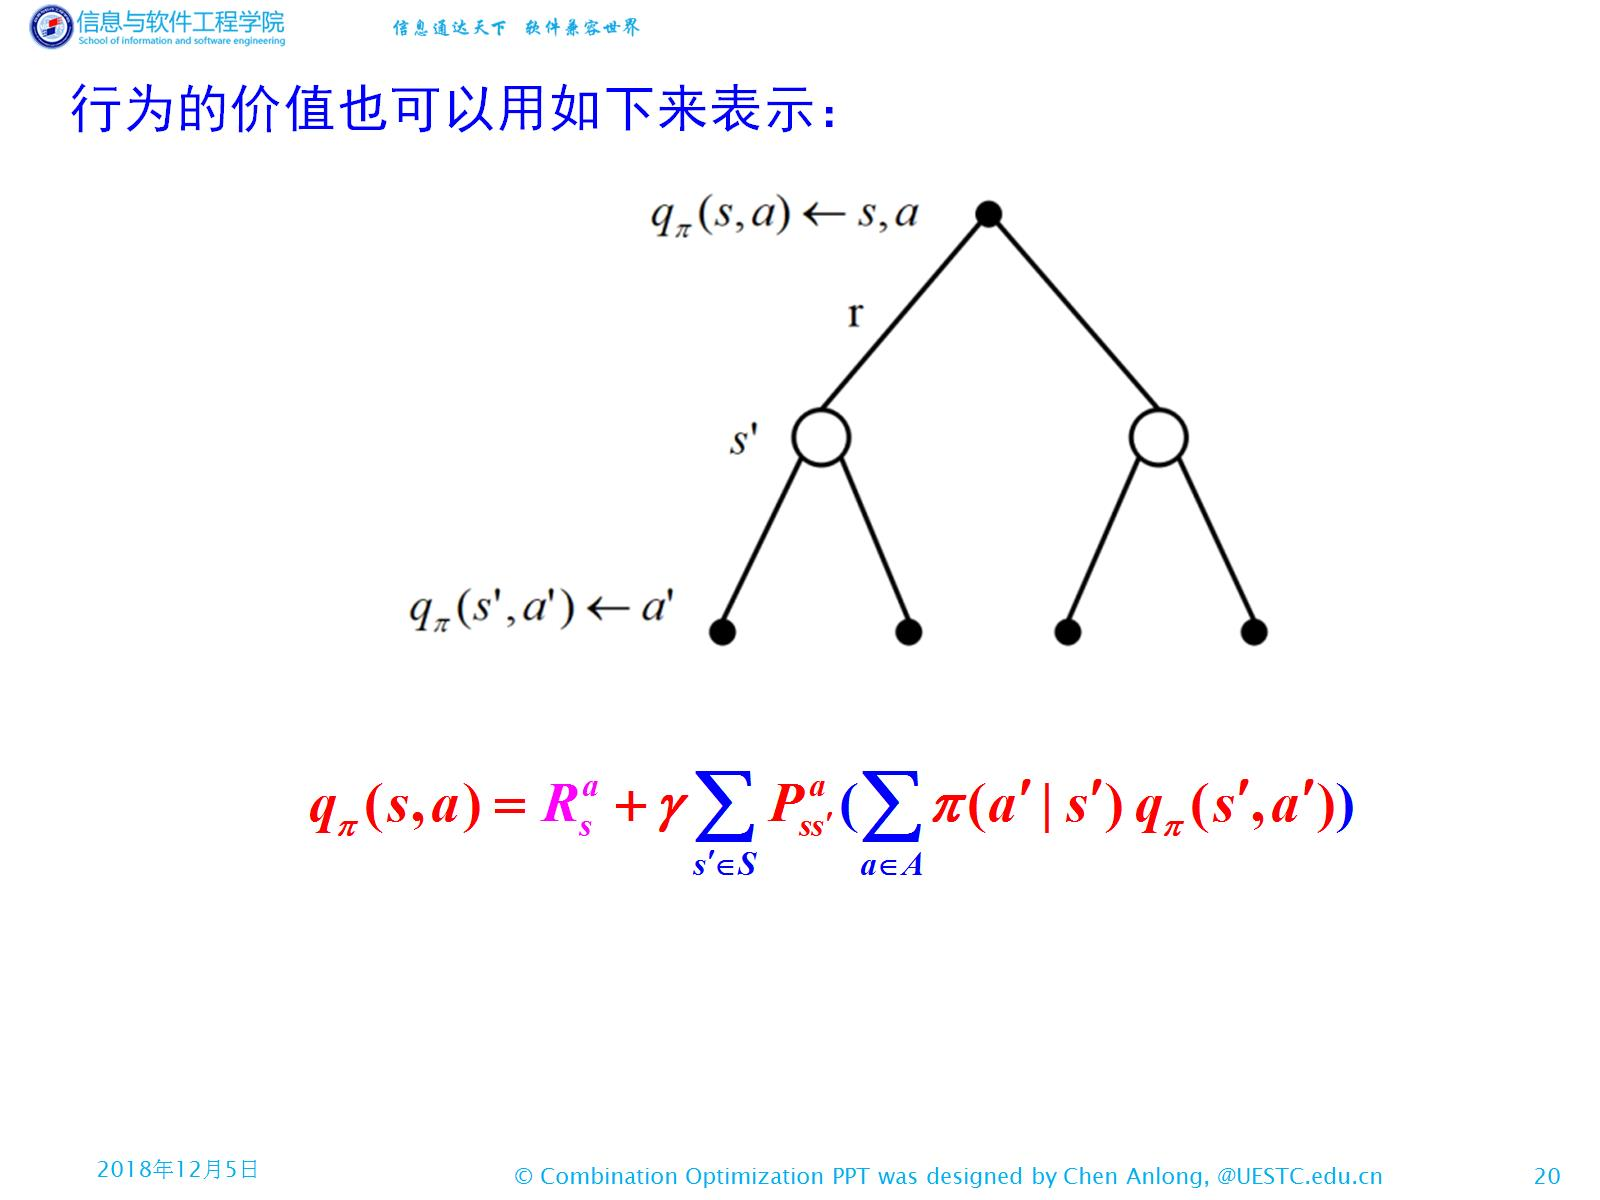 信息与软件工程学院
School of information and software engineering
信息通达天下 软件兼容世界
行为的价值也可以用如下来表示：
qπ(s,a) ← s,a
r
s'
qπ(s',a') ← a'
qπ(s,a) = R_s^a + γ ∑_{s′∈S} P_{ss′}^a (∑_{a∈A} π(a′ | s′) qπ(s′,a′))
2018年12月5日
© Combination Optimization PPT was designed by Chen Anlong, @UESTC.edu.cn
20